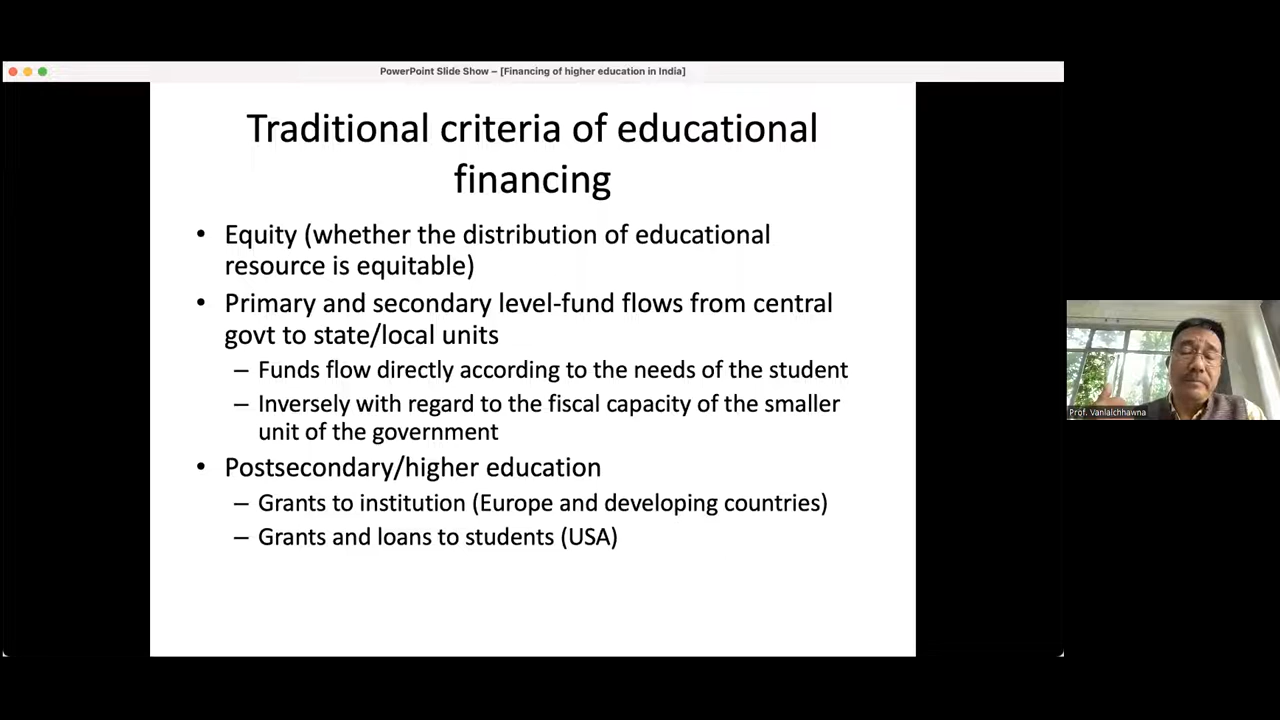 PowerPoint Slide Show – [Financing of higher education in India]
Traditional criteria of educational
financing
• Equity (whether the distribution of educational
resource is equitable)
• Primary and secondary level-fund flows from central
govt to state/local units
– Funds flow directly according to the needs of the student
– Inversely with regard to the fiscal capacity of the smaller
unit of the government
• Postsecondary/higher education
– Grants to institution (Europe and developing countries)
– Grants and loans to students (USA)
Prof. Vanlalchhawna